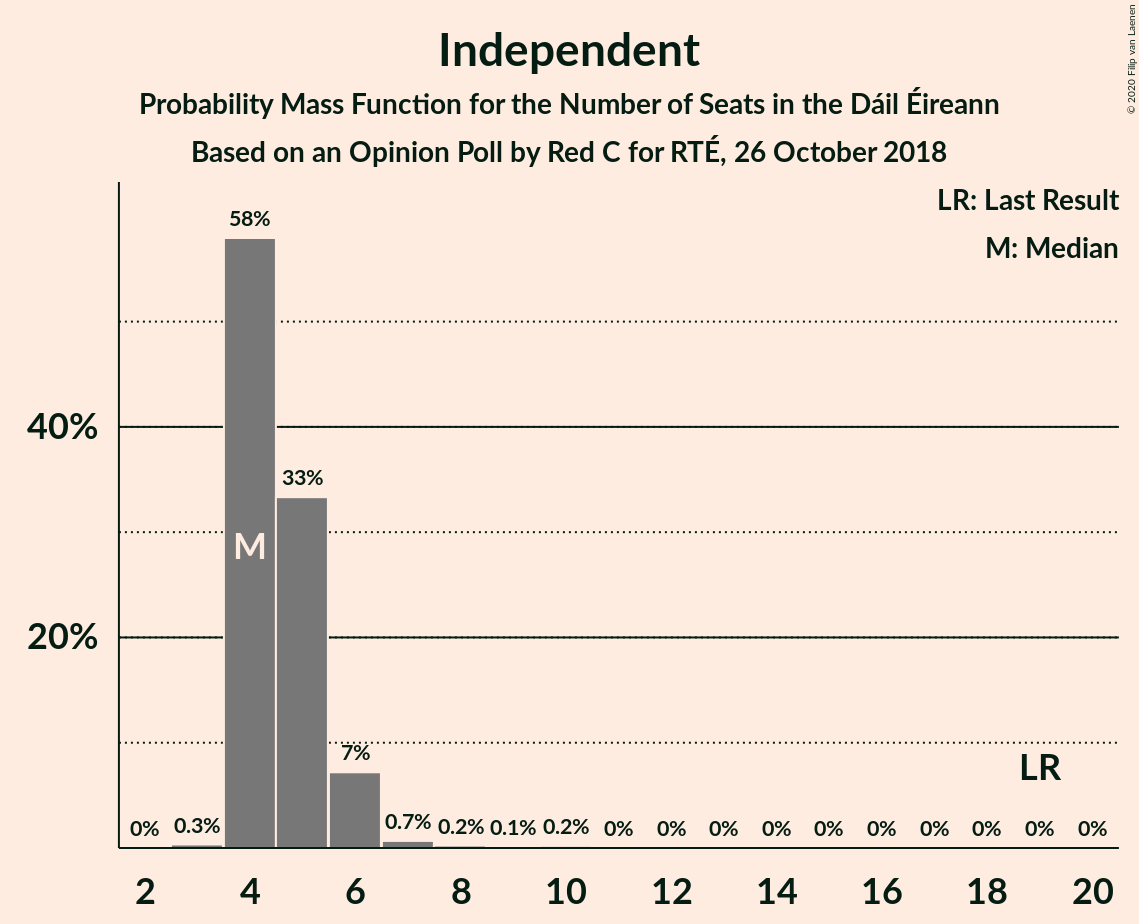 Independent
Probability Mass Function for the Number of Seats in the Dáil Éireann
Based on an Opinion Poll by Red C for RTÉ, 26 October 2018
© 2020 Filip van Laenen
LR: Last Result
M: Median
58%
40%
33%
M
20%
7%
LR
0% 0.3% 0.7% 0.2% 0.1% 0.2% 0% 0% 0% 0% 0% 0% 0% 0% 0% 0%
2 4 6 8 10 12 14 16 18 20